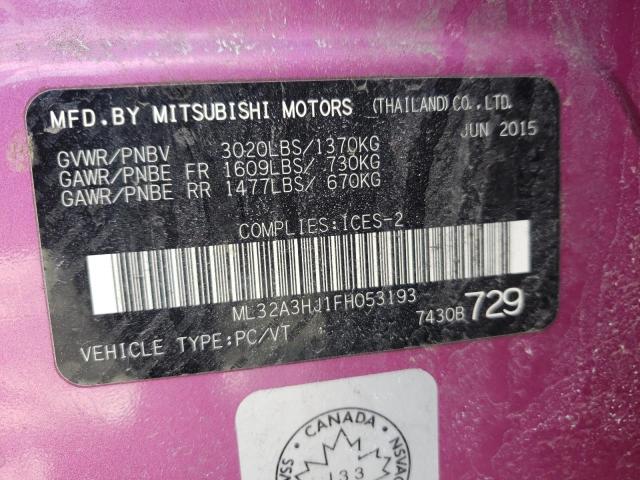 MFD.BY MITSUBISHI MOTORS (THAILAND)CO.,LTD.
JUN 2015
GVWR/PNBV 3020LBS/1370KG
GAWR/PNBE FR 1609LBS/ 730KG
GAWR/PNBE RR 1477LBS/ 670KG
COMPLIES:ICES-2
ML32A3HJ1FH053193
7430B 729
VEHICLE TYPE:PC/VT
CANADA
NSVAC
133